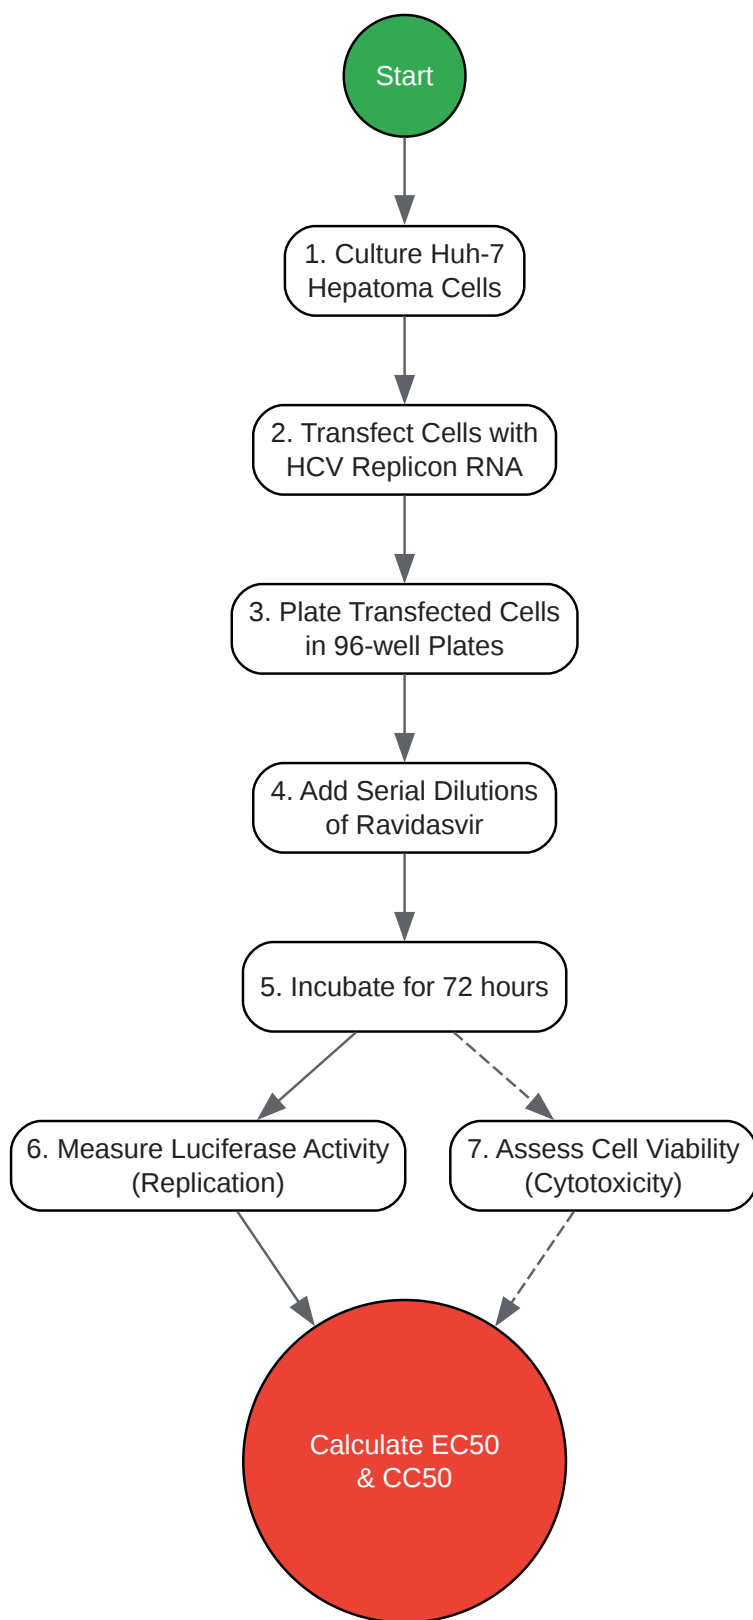 Start
1. Culture Huh-7
Hepatoma Cells
2. Transfect Cells with
HCV Replicon RNA
3. Plate Transfected Cells
in 96-well Plates
4. Add Serial Dilutions
of Ravidasvir
5. Incubate for 72 hours
6. Measure Luciferase Activity
(Replication)
7. Assess Cell Viability
(Cytotoxicity)
Calculate EC50
& CC50